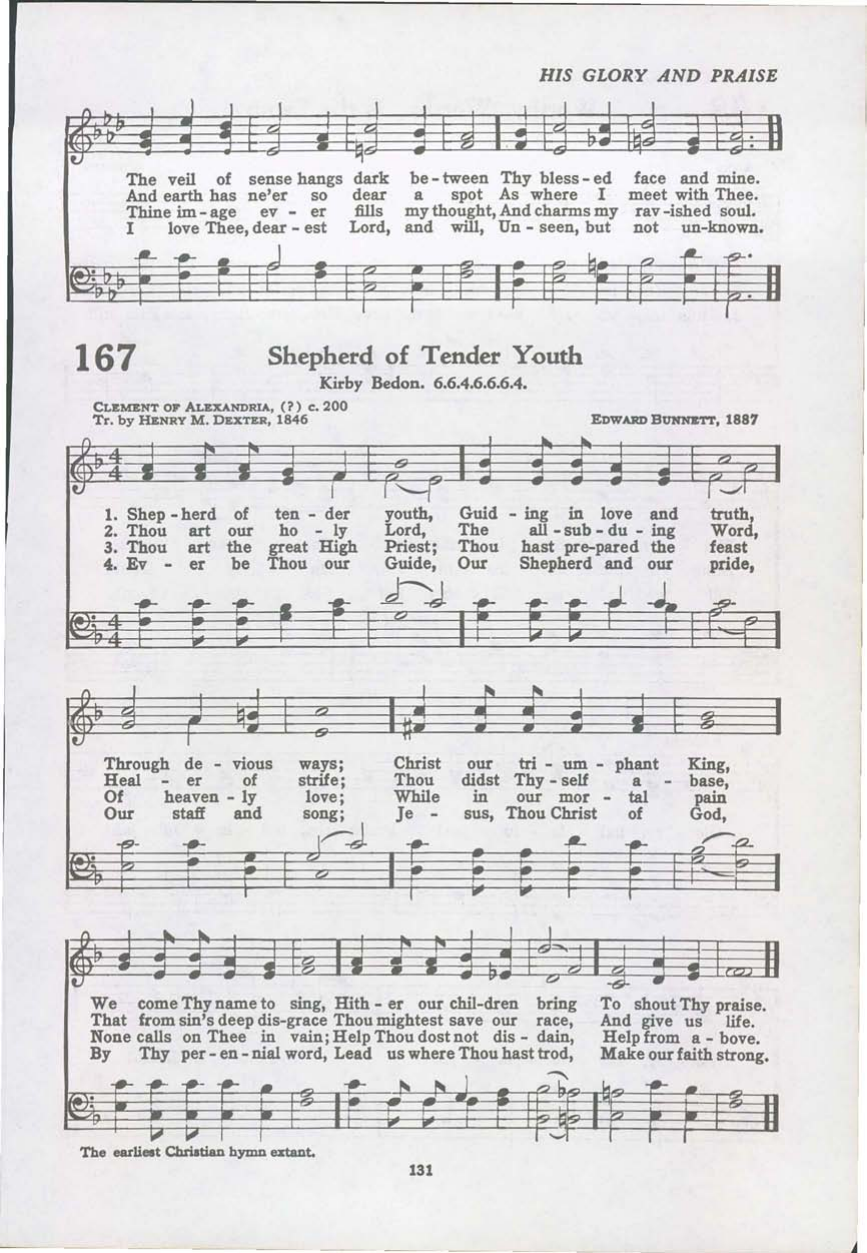 HIS GLORY AND PRAISE
The veil of sense hangs dark be-tween Thy bless-ed face and mine.
And earth has ne'er so dear a spot As where I meet with Thee.
Thine im-age ev-er fills my thought, And charms my rav-ished soul.
I love Thee, dear-est Lord, and will, Un-seen, but not un-known.
167 Shepherd of Tender Youth
Kirby Bedon. 6.6.4.6.6.6.4.
CLEMENT OF ALEXANDRIA, (?) c. 200
Tr. by HENRY M. DEXTER, 1846 EDWARD BUNNETT, 1887
1. Shep-herd of ten-der youth, Guid-ing in love and truth,
2. Thou art our ho-ly Lord, The all-sub-du-ing Word,
3. Thou art the great High Priest; Thou hast pre-pared the feast
4. Ev-er be Thou our Guide, Our Shepherd and our pride,
Through de-vious ways; Christ our tri-um-phant King,
Heal-er of strife; Thou didst Thy-self a-base,
Of heaven-ly love; While in our mor-tal pain
Our staff and song; Je-sus, Thou Christ of God,
We come Thy name to sing, Hith-er our chil-dren bring To shout Thy praise.
That from sin's deep dis-grace Thou mightest save our race, And give us life.
None calls on Thee in vain; Help Thou dost not dis-dain, Help from a-bove.
By Thy per-en-nial word, Lead us where Thou hast trod, Make our faith strong.
The earliest Christian hymn extant.
131